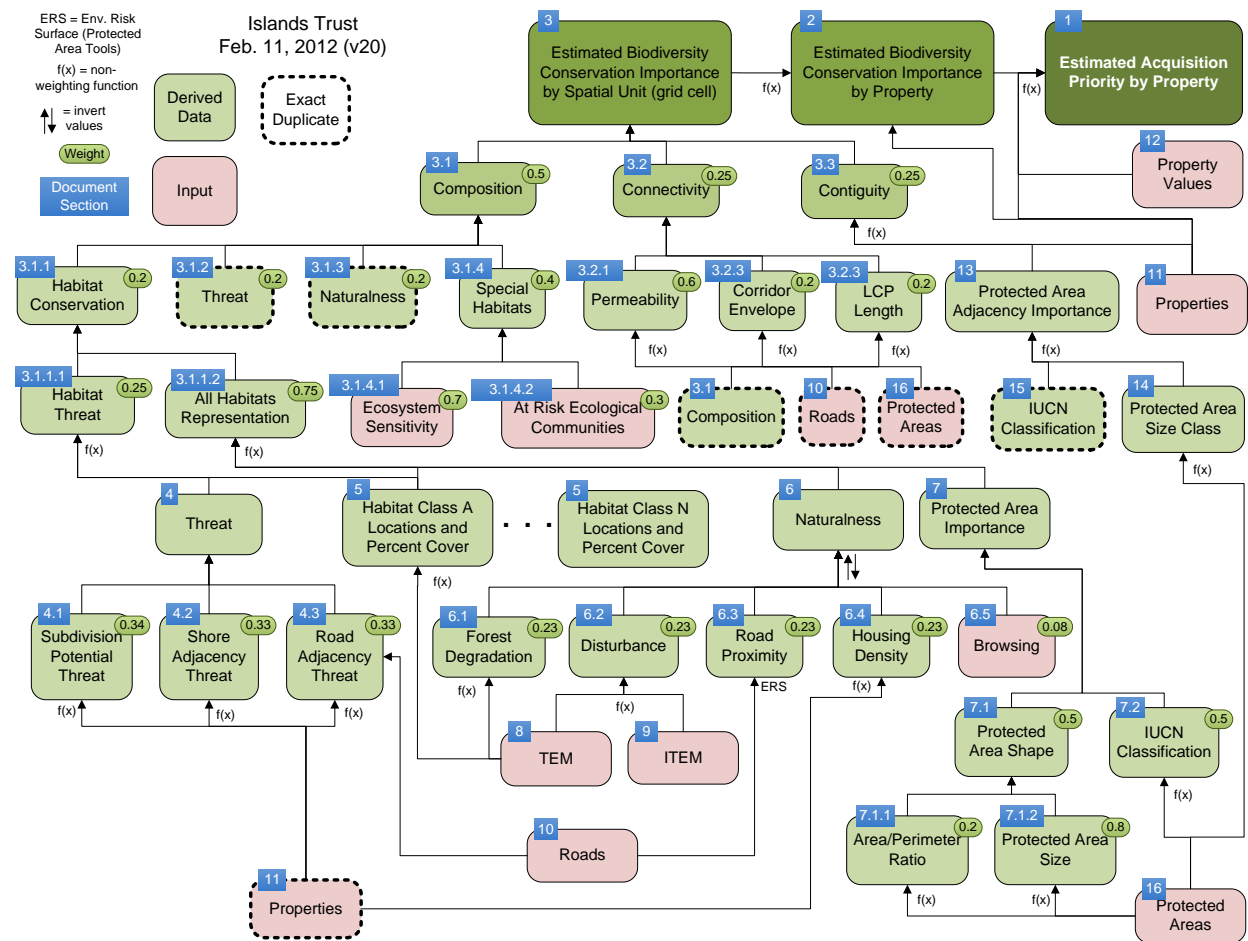 ERS = Env. Risk
Surface (Protected
Area Tools)
f(x) = non-
weighting function
= invert
values
Weight
Document
Section
Islands Trust
Feb. 11, 2012 (v20)
Derived
Data
Exact
Duplicate
Input
3
Estimated Biodiversity
Conservation Importance
by Spatial Unit (grid cell)
f(x)
2
Estimated Biodiversity
Conservation Importance
by Property
f(x)
1
Estimated Acquisition
Priority by Property
12
Property
Values
3.1
Composition
0.5
3.2
Connectivity
0.25
3.3
Contiguity
0.25
f(x)
3.1.1
Habitat
Conservation
0.2
3.1.2
Threat
0.2
3.1.3
Naturalness
0.2
3.1.4
Special
Habitats
0.4
3.2.1
Permeability
0.6
3.2.3
Corridor
Envelope
0.2
3.2.3
LCP
Length
0.2
13
Protected Area
Adjacency Importance
11
Properties
f(x)
f(x)
f(x)
f(x)
3.1.1.1
Habitat
Threat
0.25
3.1.1.2
All Habitats
Representation
0.75
3.1.4.1
Ecosystem
Sensitivity
0.7
3.1.4.2
At Risk Ecological
Communities
0.3
3.1
Composition
10
Roads
16
Protected
Areas
15
IUCN
Classification
14
Protected Area
Size Class
f(x)
f(x)
f(x)
4
Threat
5
Habitat Class A
Locations and
Percent Cover
. . .
5
Habitat Class N
Locations and
Percent Cover
6
Naturalness
7
Protected Area
Importance
f(x)
4.1
Subdivision
Potential
Threat
0.34
4.2
Shore
Adjacency
Threat
0.33
4.3
Road
Adjacency
Threat
0.33
6.1
Forest
Degradation
0.23
6.2
Disturbance
0.23
6.3
Road
Proximity
0.23
6.4
Housing
Density
0.23
6.5
Browsing
0.08
f(x)
f(x)
f(x)
f(x)
f(x)
ERS
f(x)
7.1
Protected
Area Shape
0.5
7.2
IUCN
Classification
0.5
8
TEM
9
ITEM
f(x)
7.1.1
Area/Perimeter
Ratio
0.2
7.1.2
Protected Area
Size
0.8
10
Roads
11
Properties
f(x)
f(x)
16
Protected
Areas